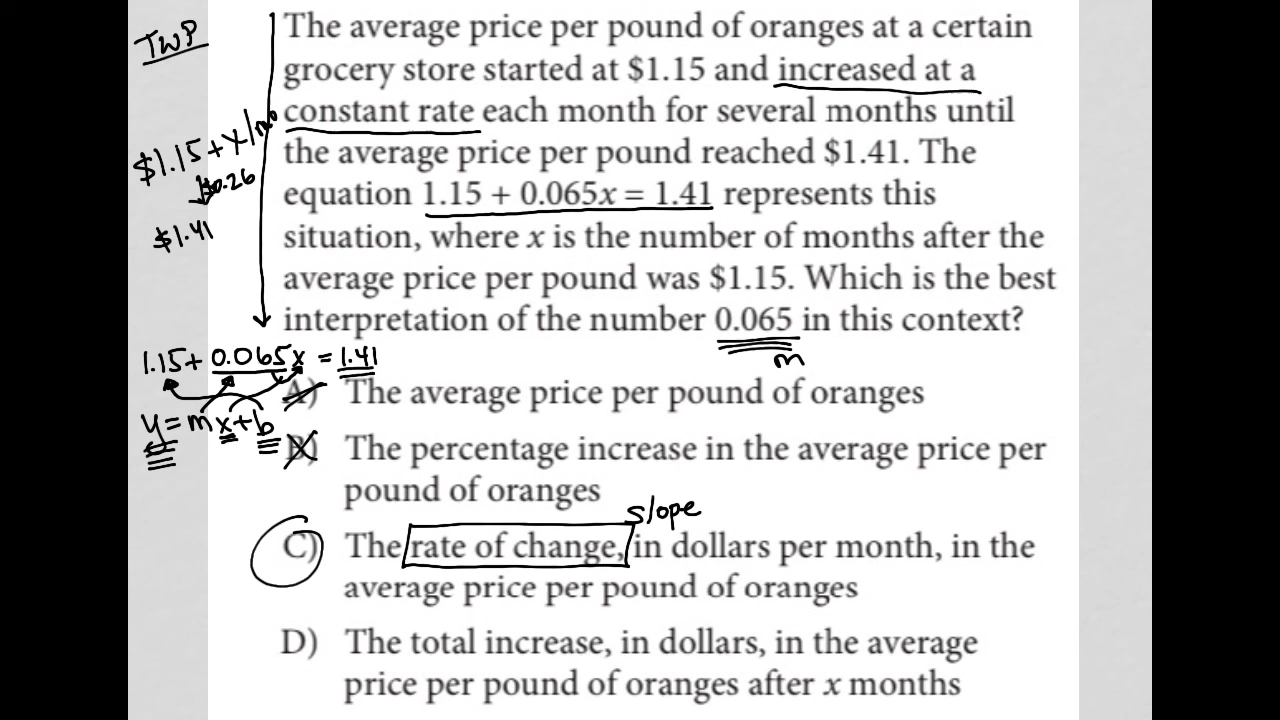 TWP
The average price per pound of oranges at a certain
grocery store started at $1.15 and increased at a
constant rate each month for several months until
the average price per pound reached $1.41. The
equation 1.15 + 0.065x = 1.41 represents this
situation, where x is the number of months after the
average price per pound was $1.15. Which is the best
interpretation of the number 0.065 in this context?
$1.15 + x/mo
$0.26
$1.41
m
1.15 + 0.065x = 1.41
y = mx + b
A) The average price per pound of oranges
B) The percentage increase in the average price per
pound of oranges
slope
C) The rate of change, in dollars per month, in the
average price per pound of oranges
D) The total increase, in dollars, in the average
price per pound of oranges after x months